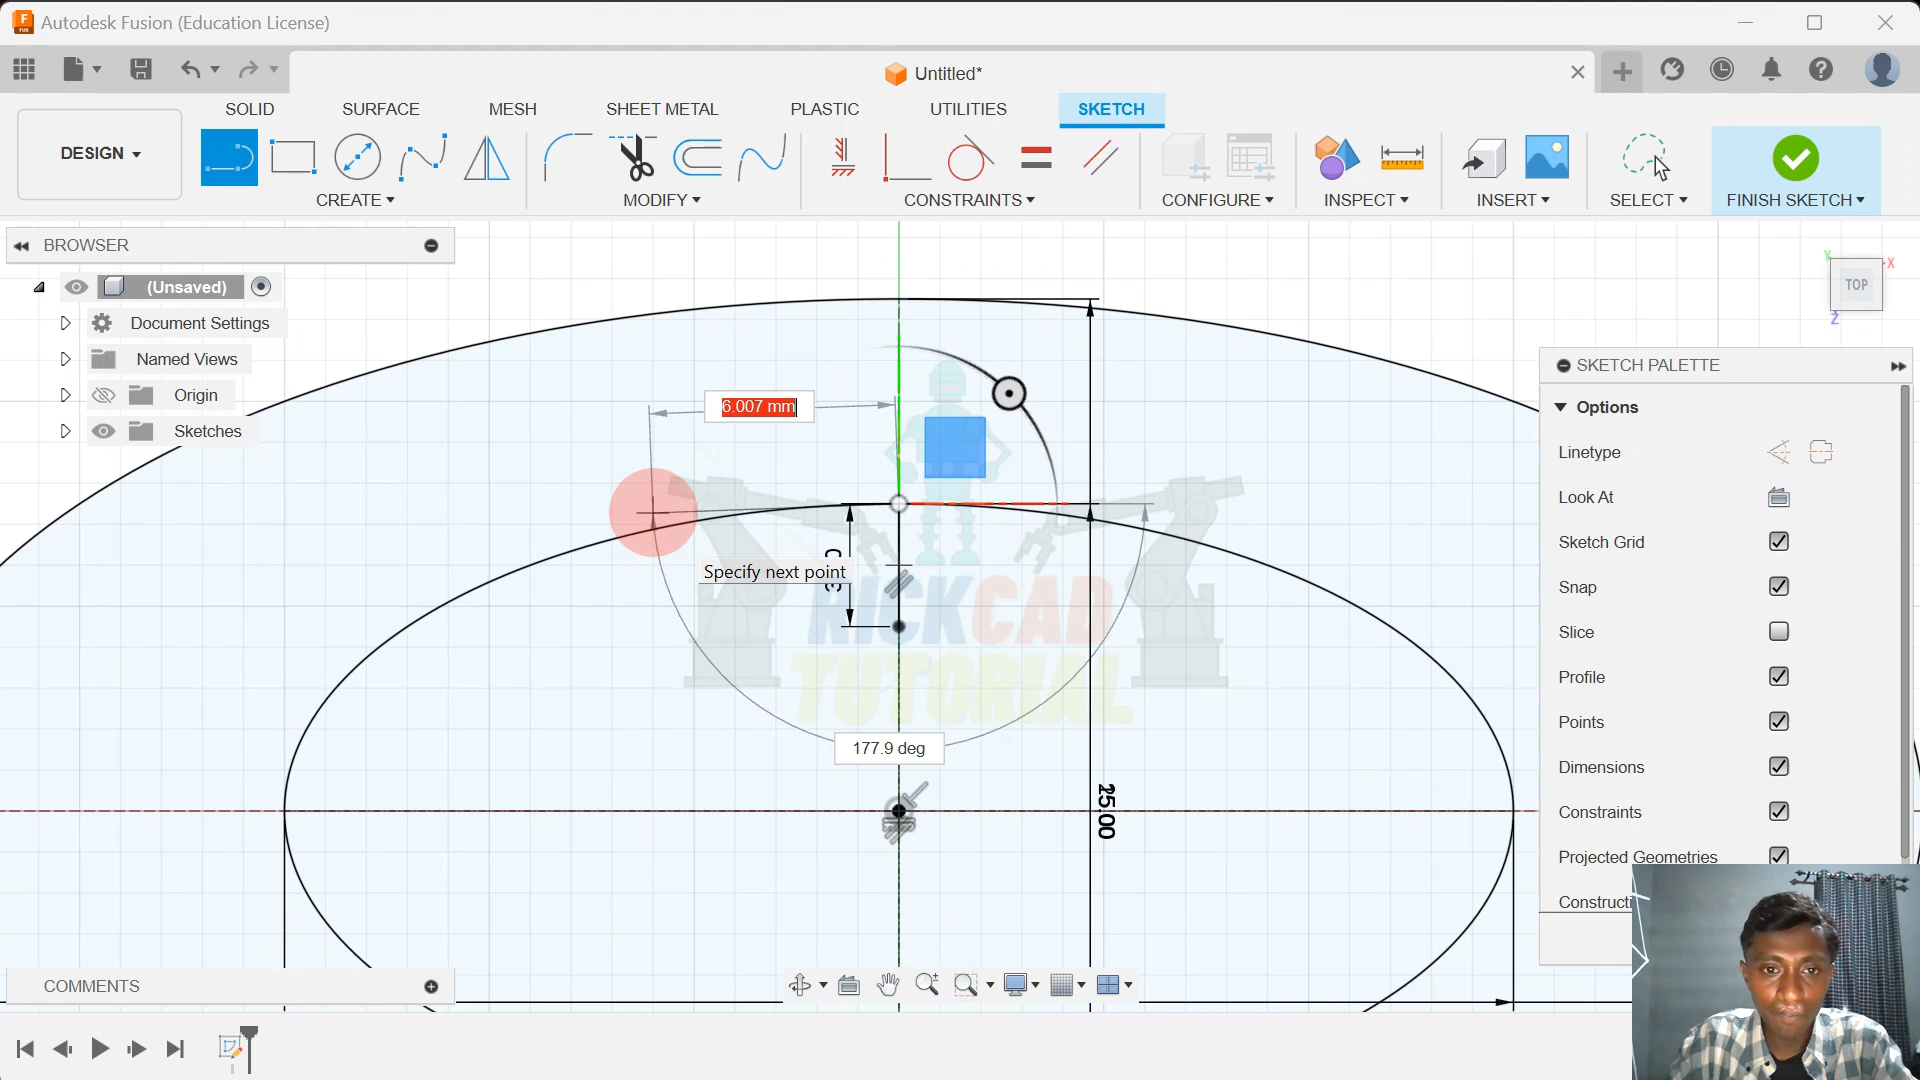 Autodesk Fusion (Education License)
Untitled*
SOLID
SURFACE
MESH
SHEET METAL
PLASTIC
UTILITIES
SKETCH
DESIGN
CREATE
MODIFY
CONSTRAINTS
CONFIGURE
INSPECT
INSERT
SELECT
FINISH SKETCH
BROWSER
(Unsaved)
Document Settings
Named Views
Origin
Sketches
Y
X
TOP
Z
SKETCH PALETTE
Options
Linetype
Look At
Sketch Grid
Snap
Slice
Profile
Points
Dimensions
Constraints
Projected Geometries
6.007 mm
Specify next point
RICKCAD
TUTORIAL
177.9 deg
COMMENTS